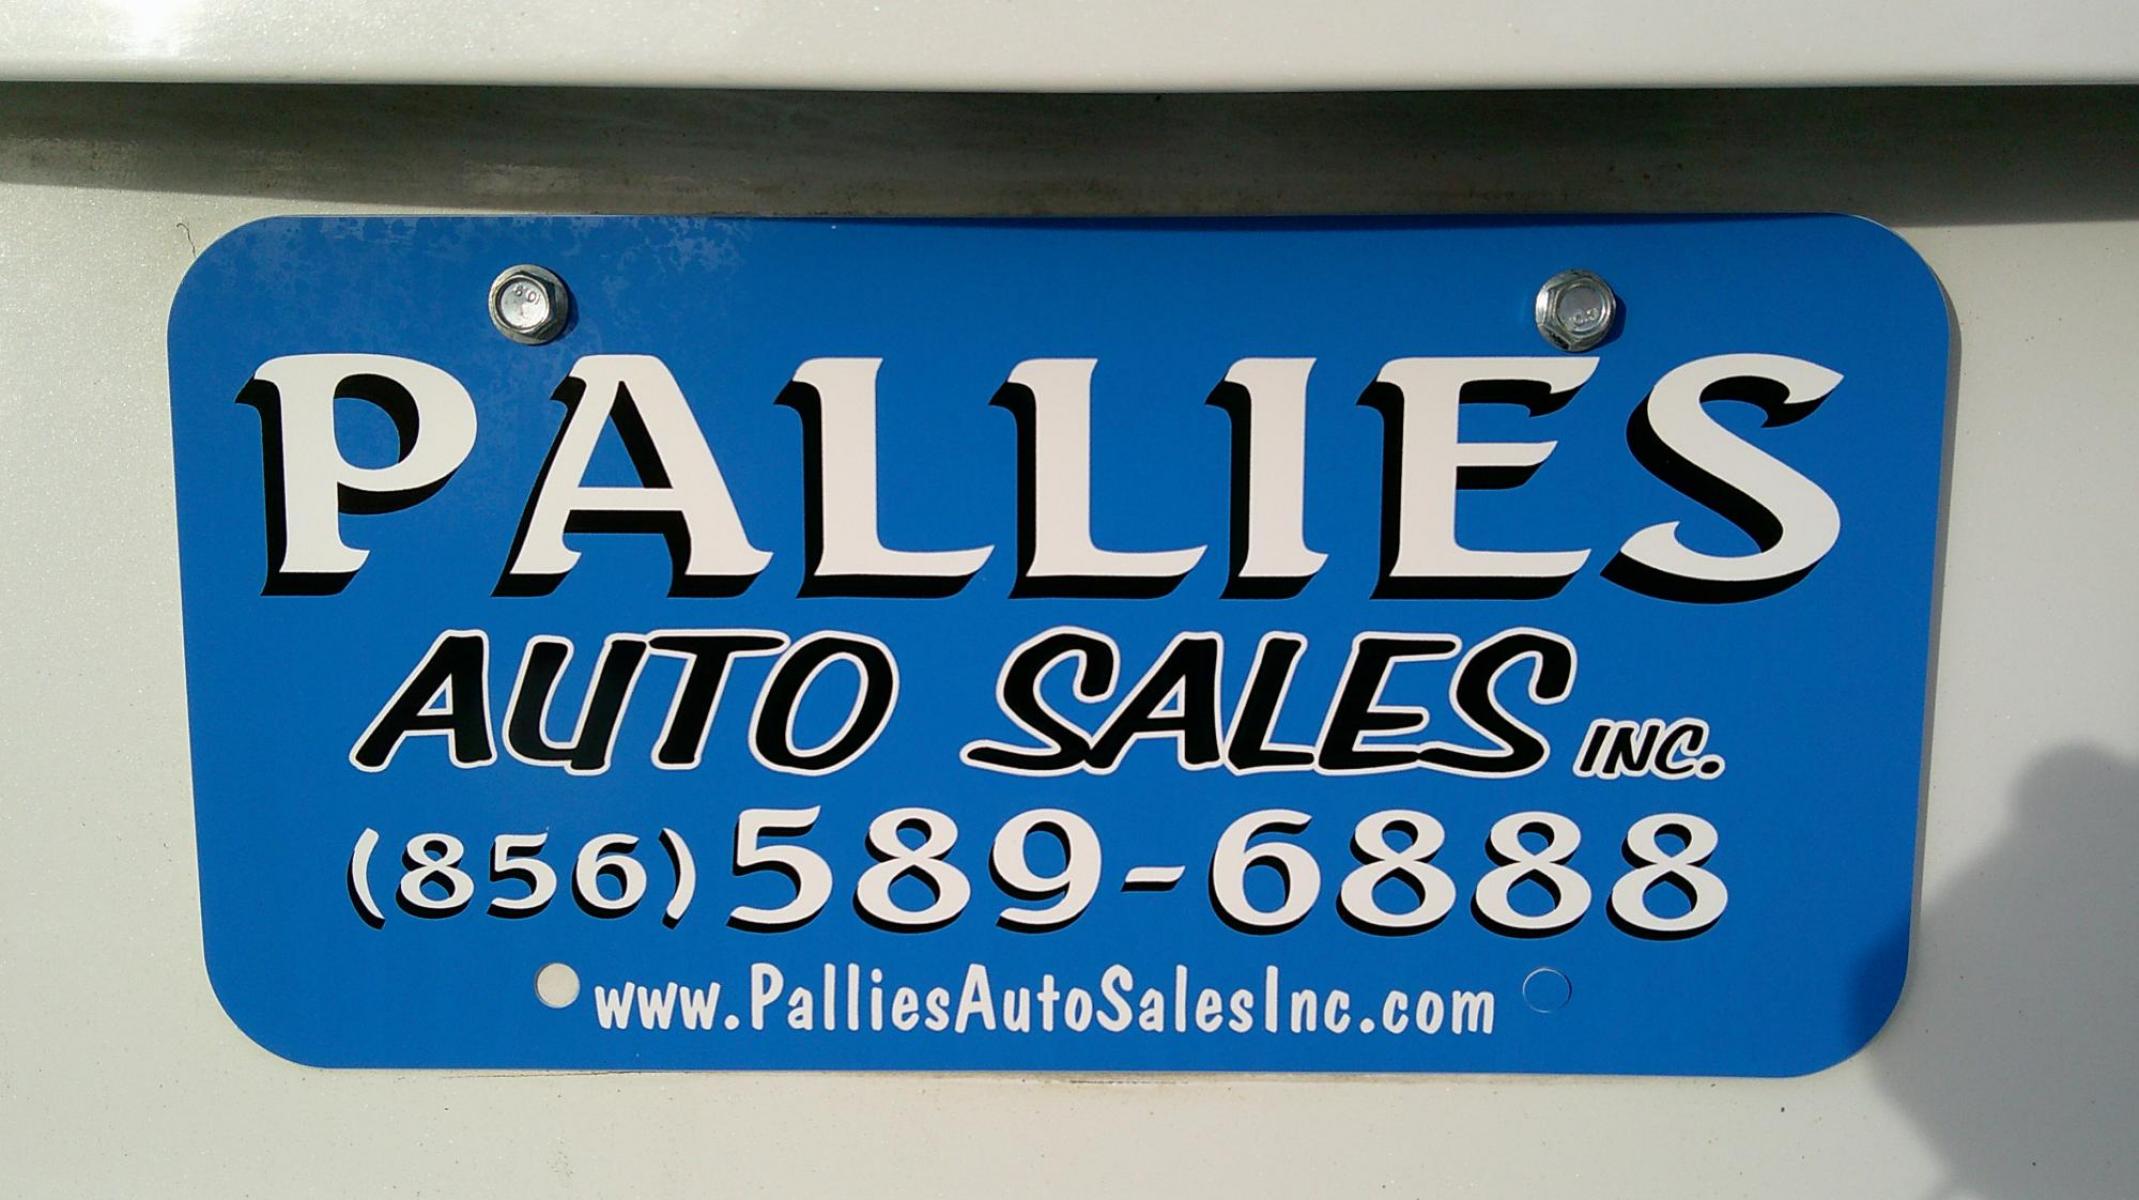 PALLIES
AUTO SALES INC.
(856) 589-6888
www.PalliesAutoSalesInc.com